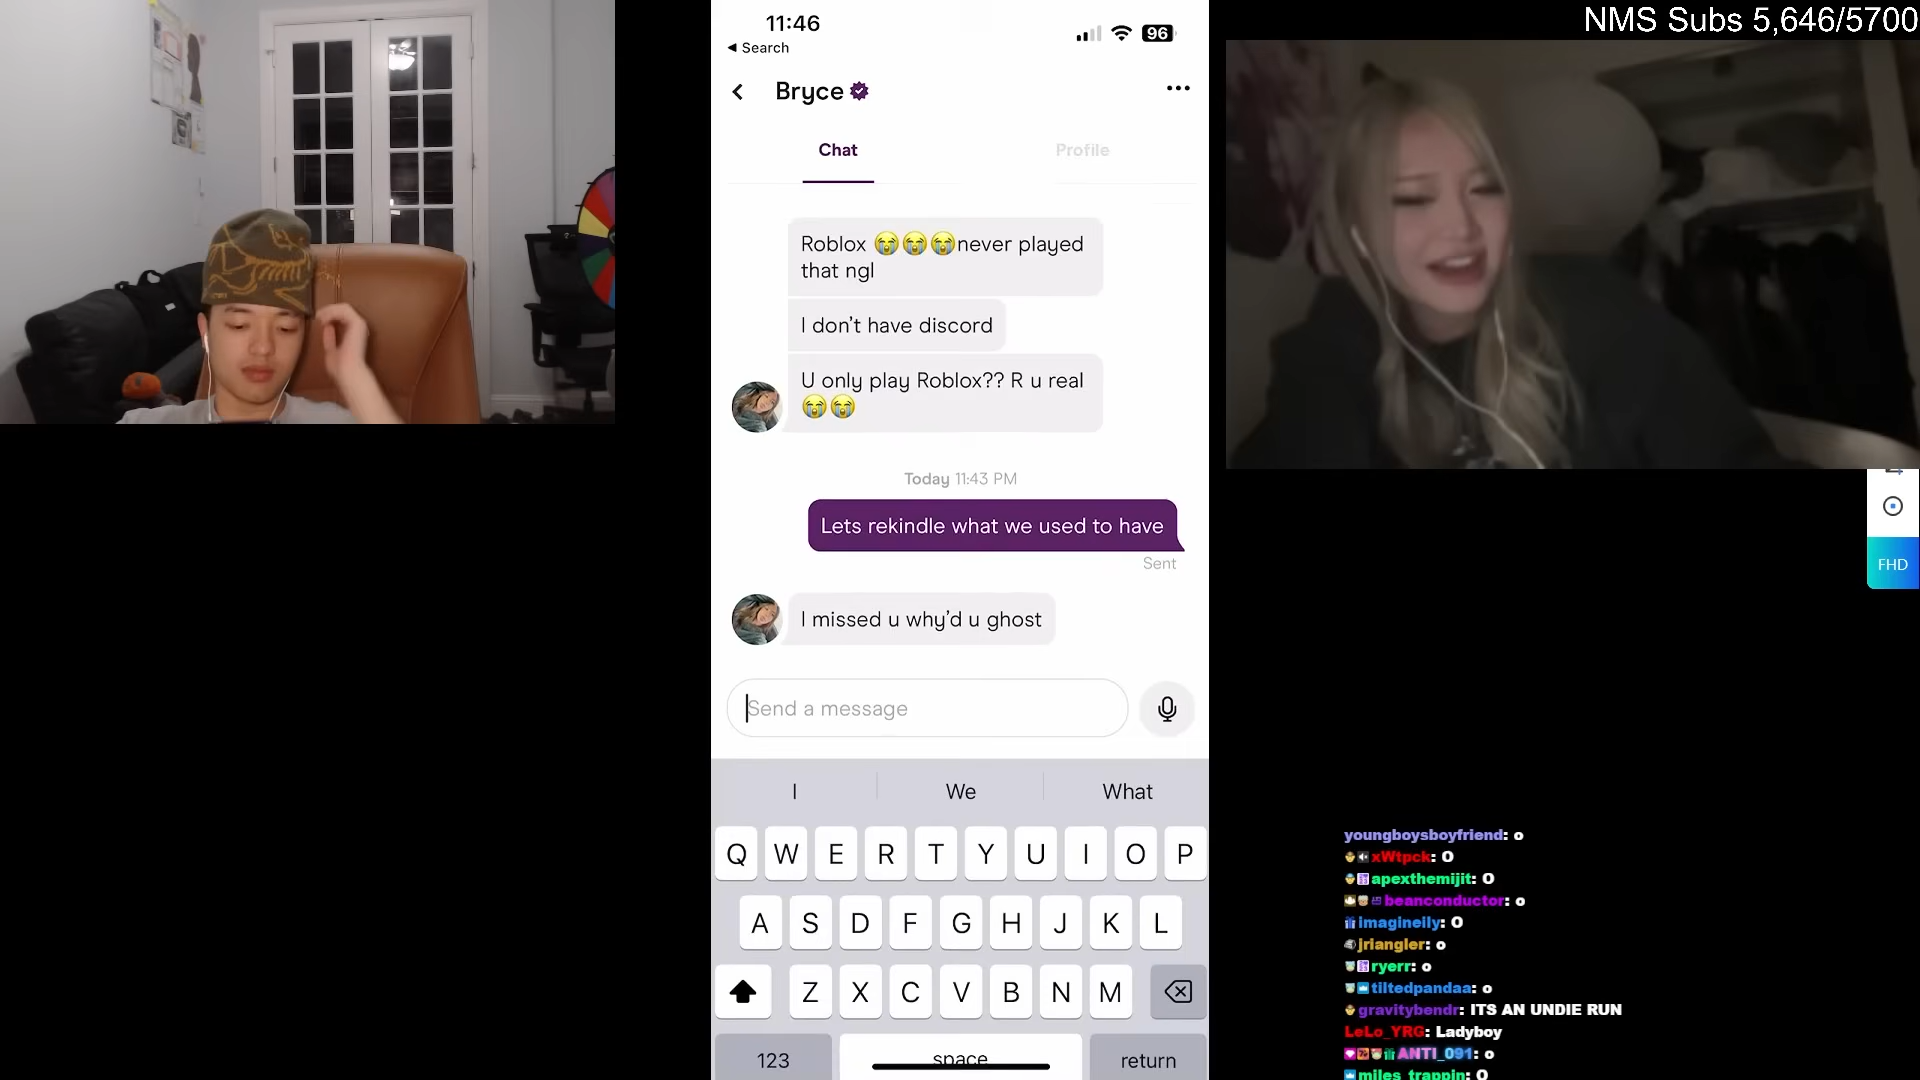 NMS Subs 5,646/5700
11:46
96
Search
Bryce
Chat
Profile
Roblox 😭😭😭never played
that ngl
I don't have discord
U only play Roblox?? R u real
😭😭
Today 11:43 PM
Lets rekindle what we used to have
Sent
I missed u why'd u ghost
Send a message
I
We
What
Q W E R T Y U I O P
A S D F G H J K L
Z X C V B N M
123
space
return
FHD
youngboysboyfriend: o
xWtpck: O
apexthemijit: O
beanconductor: o
imagineily: O
jriangler: o
ryerr: o
tiltedpandaa: o
gravitybendr: ITS AN UNDIE RUN
LeLo_YRG: Ladyboy
ANTI_091: o
miles_trappin: O